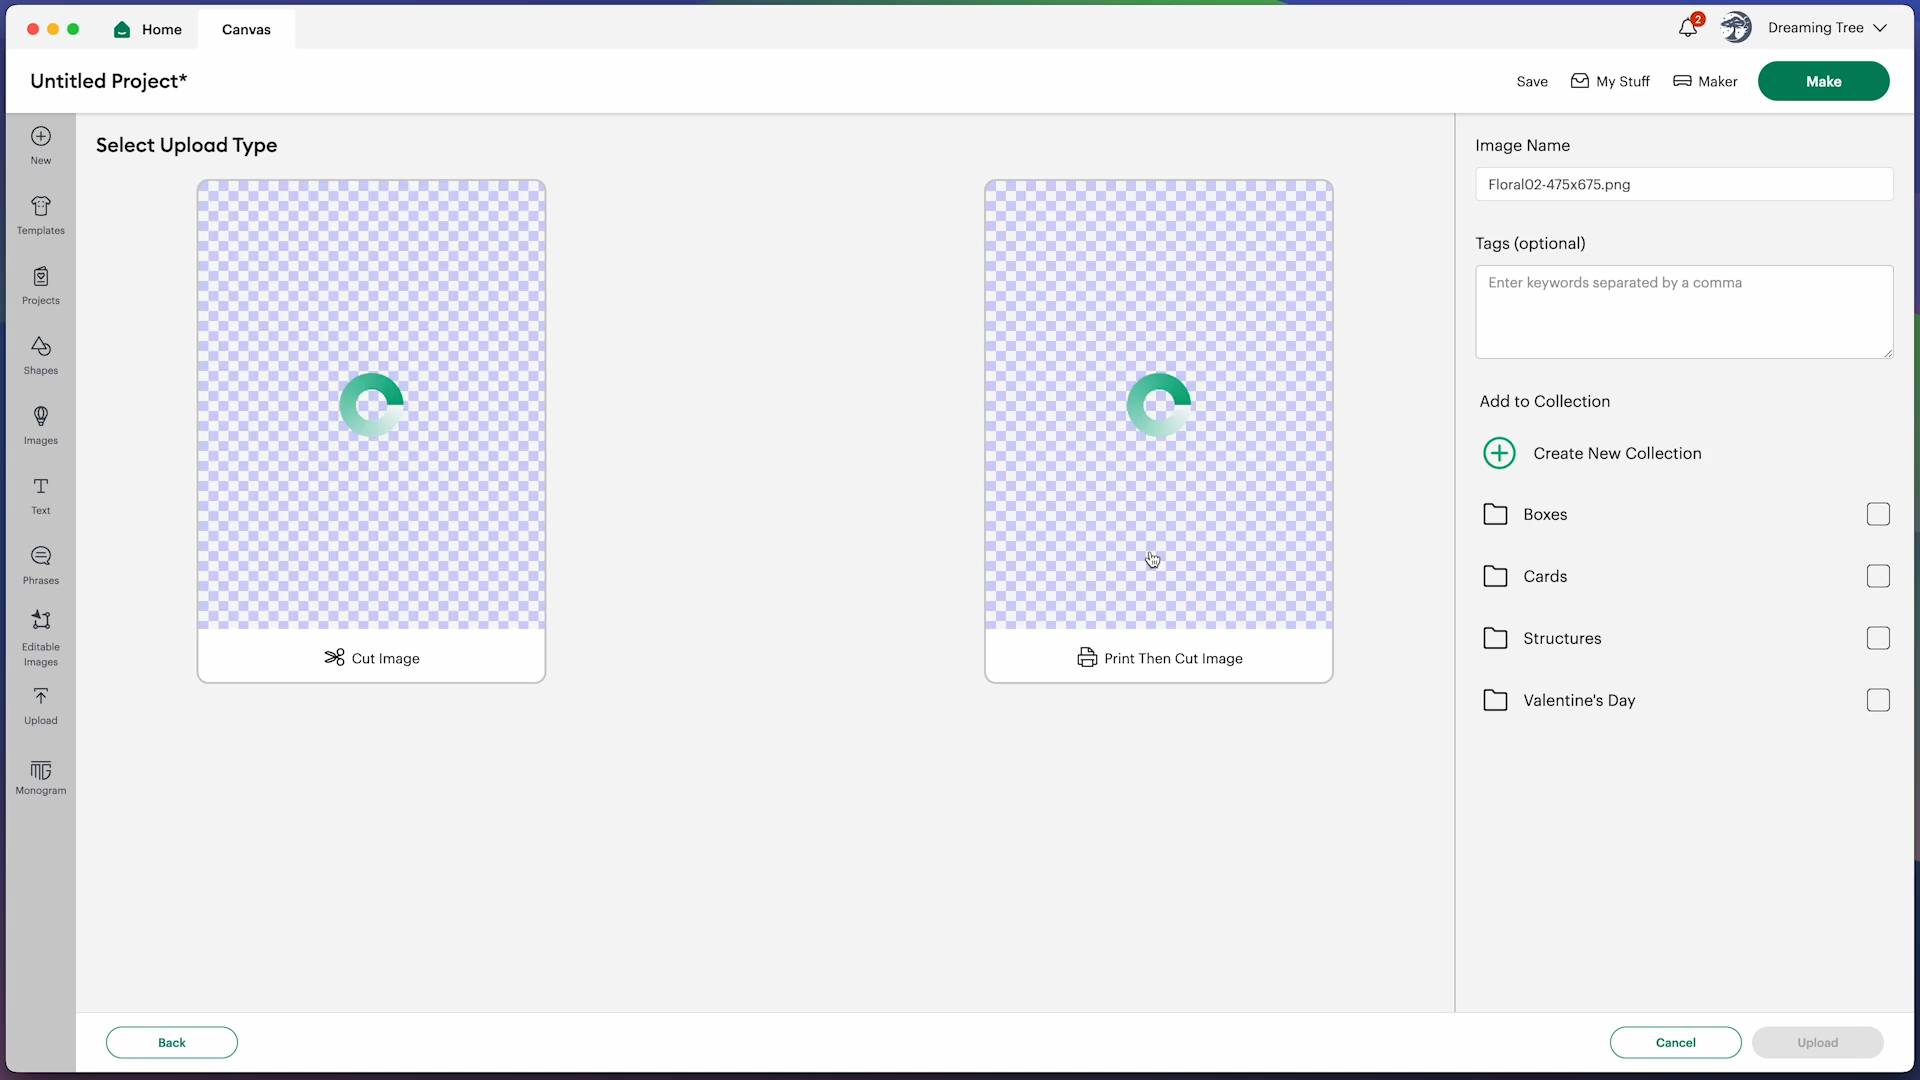 Home
Canvas
2
Dreaming Tree
Untitled Project*
Save
My Stuff
Maker
Make
New
Templates
Projects
Shapes
Images
Text
Phrases
Editable
Images
Upload
Monogram
Select Upload Type
Cut Image
Print Then Cut Image
Image Name
Floral02-475x675.png
Tags (optional)
Enter keywords separated by a comma
Add to Collection
Create New Collection
Boxes
Cards
Structures
Valentine's Day
Back
Cancel
Upload